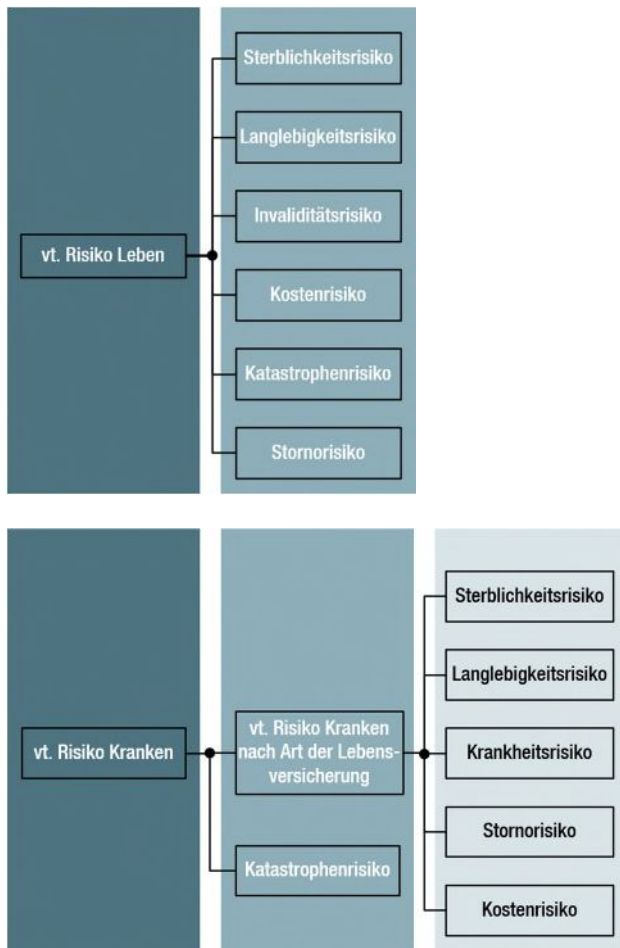 Sterblichkeitsrisiko
Langlebigkeitsrisiko
Invaliditätsrisiko
vt. Risiko Leben
Kostenrisiko
Katastrophenrisiko
Stornorisiko
Sterblichkeitsrisiko
Langlebigkeitsrisiko
vt. Risiko Kranken
vt. Risiko Kranken
nach Art der Lebens-
versicherung
Krankheitsrisiko
Stornorisiko
Katastrophenrisiko
Kostenrisiko